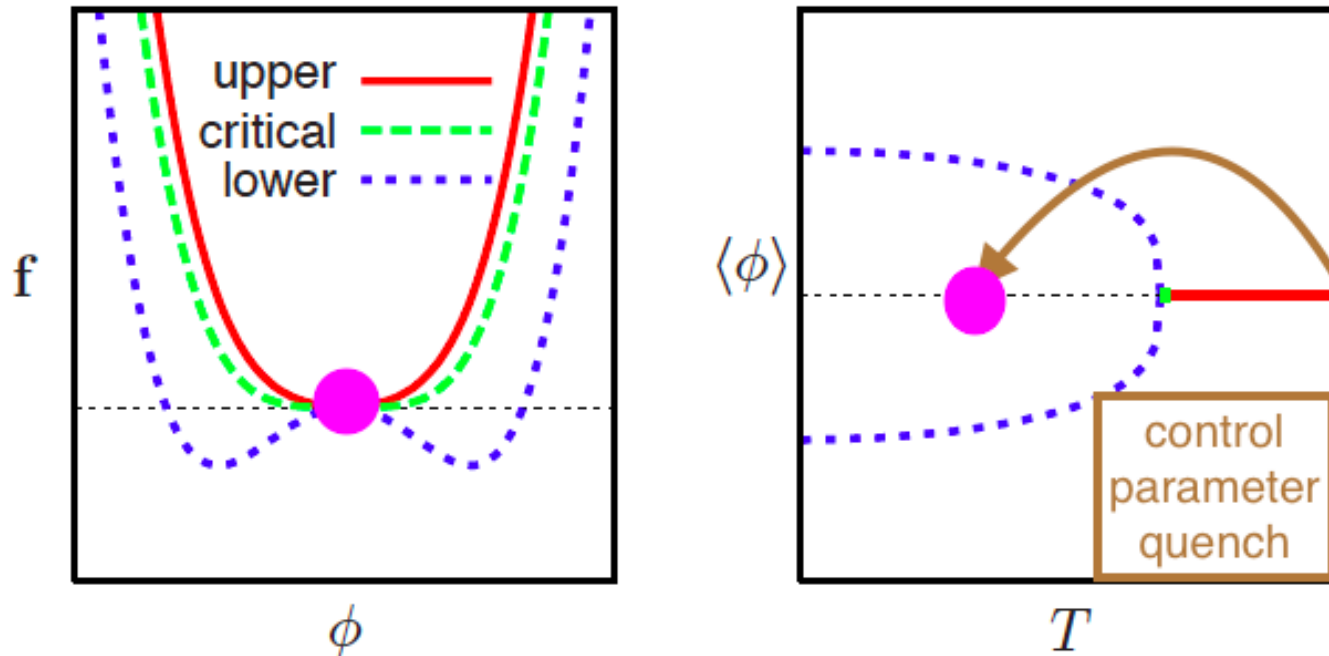 upper
critical
lower
f
ϕ
⟨ϕ⟩
control
parameter
quench
T